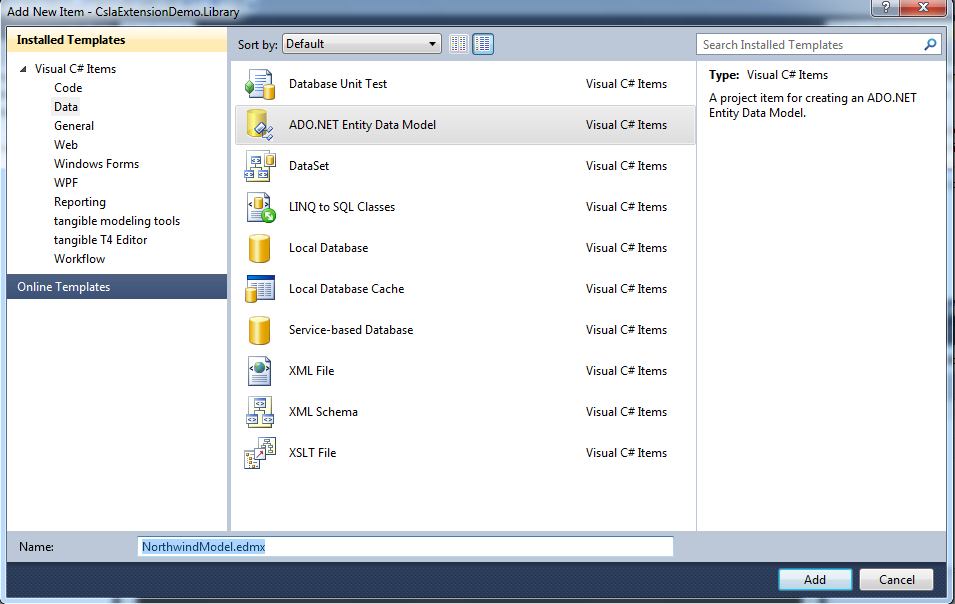 Add New Item - CslaExtensionDemo.Library
?
Installed Templates
Sort by: Default
Search Installed Templates
Visual C# Items
Code
Data
General
Web
Windows Forms
WPF
Reporting
tangible modeling tools
tangible T4 Editor
Workflow
Online Templates
Database Unit Test Visual C# Items
ADO.NET Entity Data Model Visual C# Items
DataSet Visual C# Items
LINQ to SQL Classes Visual C# Items
Local Database Visual C# Items
Local Database Cache Visual C# Items
Service-based Database Visual C# Items
XML File Visual C# Items
XML Schema Visual C# Items
XSLT File Visual C# Items
Type: Visual C# Items
A project item for creating an ADO.NET
Entity Data Model.
Name: NorthwindModel.edmx
Add Cancel